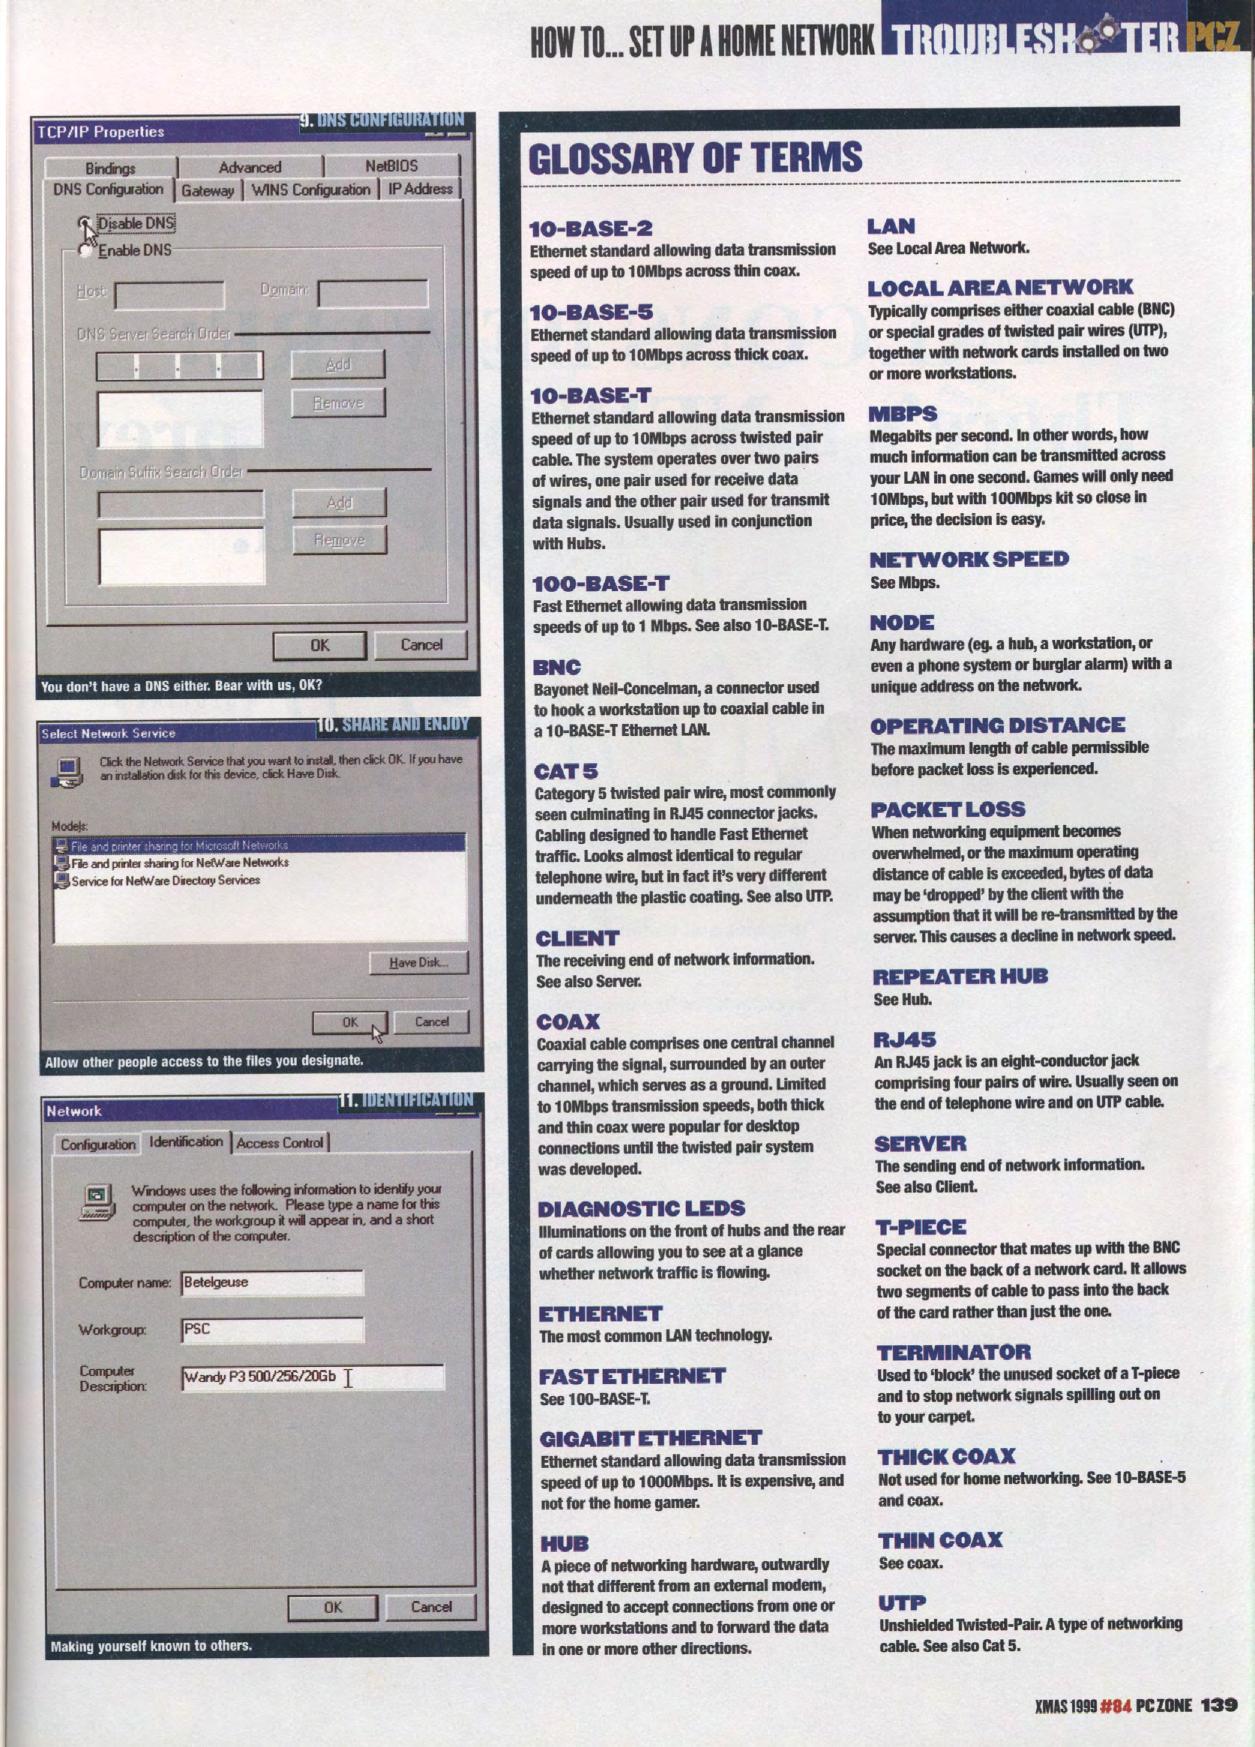 HOW TO... SET UP A HOME NETWORK TROUBLESHOOTER PCZ
9. DNS CONFIGURATION
TCP/IP Properties
Bindings Advanced NetBIOS
DNS Configuration Gateway WINS Configuration IP Address
Disable DNS
Enable DNS
Host: Domain:
DNS Server Search Order
Add
Remove
Domain Suffix Search Order
Add
Remove
OK Cancel
You don't have a DNS either. Bear with us, OK?
10. SHARE AND ENJOY
Select Network Service
Click the Network Service that you want to install, then click OK. If you have
an installation disk for this device, click Have Disk.
Models:
File and printer sharing for Microsoft Networks
File and printer sharing for NetWare Networks
Service for NetWare Directory Services
Have Disk...
OK Cancel
Allow other people access to the files you designate.
11. IDENTIFICATION
Network
Configuration Identification Access Control
Windows uses the following information to identify your
computer on the network. Please type a name for this
computer, the workgroup it will appear in, and a short
description of the computer.
Computer name: Betelgeuse
Workgroup: PSC
Computer
Description: Wandy P3 500/256/20Gb
OK Cancel
Making yourself known to others.
GLOSSARY OF TERMS
10-BASE-2
Ethernet standard allowing data transmission
speed of up to 10Mbps across thin coax.
10-BASE-5
Ethernet standard allowing data transmission
speed of up to 10Mbps across thick coax.
10-BASE-T
Ethernet standard allowing data transmission
speed of up to 10Mbps across twisted pair
cable. The system operates over two pairs
of wires, one pair used for receive data
signals and the other pair used for transmit
data signals. Usually used in conjunction
with Hubs.
100-BASE-T
Fast Ethernet allowing data transmission
speeds of up to 1 Mbps. See also 10-BASE-T.
BNC
Bayonet Neil-Concelman, a connector used
to hook a workstation up to coaxial cable in
a 10-BASE-T Ethernet LAN.
CAT 5
Category 5 twisted pair wire, most commonly
seen culminating in RJ45 connector jacks.
Cabling designed to handle Fast Ethernet
traffic. Looks almost identical to regular
telephone wire, but in fact it's very different
underneath the plastic coating. See also UTP.
CLIENT
The receiving end of network information.
See also Server.
COAX
Coaxial cable comprises one central channel
carrying the signal, surrounded by an outer
channel, which serves as a ground. Limited
to 10Mbps transmission speeds, both thick
and thin coax were popular for desktop
connections until the twisted pair system
was developed.
DIAGNOSTIC LEDS
Illuminations on the front of hubs and the rear
of cards allowing you to see at a glance
whether network traffic is flowing.
ETHERNET
The most common LAN technology.
FAST ETHERNET
See 100-BASE-T.
GIGABIT ETHERNET
Ethernet standard allowing data transmission
speed of up to 1000Mbps. It is expensive, and
not for the home gamer.
HUB
A piece of networking hardware, outwardly
not that different from an external modem,
designed to accept connections from one or
more workstations and to forward the data
in one or more other directions.
LAN
See Local Area Network.
LOCAL AREA NETWORK
Typically comprises either coaxial cable (BNC)
or special grades of twisted pair wires (UTP),
together with network cards installed on two
or more workstations.
MBPS
Megabits per second. In other words, how
much information can be transmitted across
your LAN in one second. Games will only need
10Mbps, but with 100Mbps kit so close in
price, the decision is easy.
NETWORK SPEED
See Mbps.
NODE
Any hardware (eg. a hub, a workstation, or
even a phone system or burglar alarm) with a
unique address on the network.
OPERATING DISTANCE
The maximum length of cable permissible
before packet loss is experienced.
PACKET LOSS
When networking equipment becomes
overwhelmed, or the maximum operating
distance of cable is exceeded, bytes of data
may be 'dropped' by the client with the
assumption that it will be re-transmitted by the
server. This causes a decline in network speed.
REPEATER HUB
See Hub.
RJ45
An RJ45 jack is an eight-conductor jack
comprising four pairs of wire. Usually seen on
the end of telephone wire and on UTP cable.
SERVER
The sending end of network information.
See also Client.
T-PIECE
Special connector that mates up with the BNC
socket on the back of a network card. It allows
two segments of cable to pass into the back
of the card rather than just the one.
TERMINATOR
Used to 'block' the unused socket of a T-piece
and to stop network signals spilling out on
to your carpet.
THICK COAX
Not used for home networking. See 10-BASE-5
and coax.
THIN COAX
See coax.
UTP
Unshielded Twisted-Pair. A type of networking
cable. See also Cat 5.
XMAS 1999 #84 PC ZONE 139